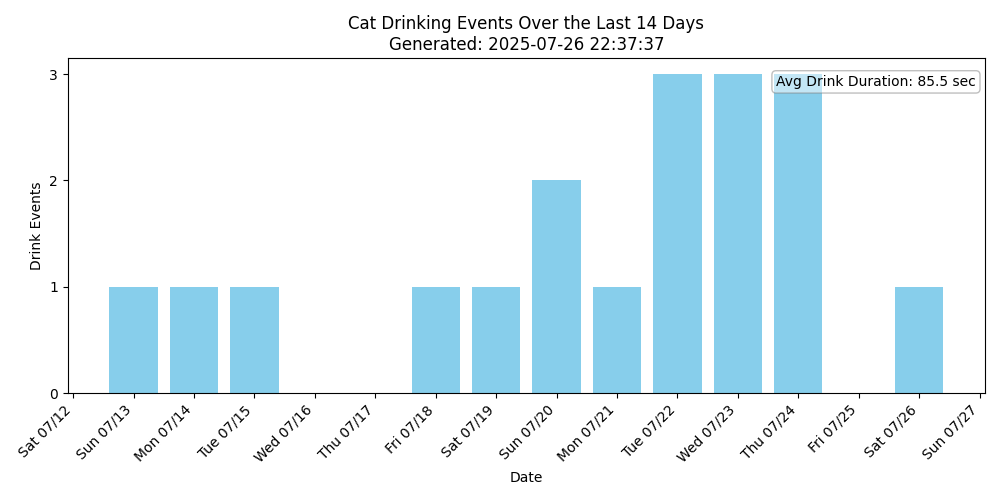 Cat Drinking Events Over the Last 14 Days
Generated: 2025-07-26 22:37:37
Avg Drink Duration: 85.5 sec
Drink Events
3
2
1
0
Sat 07/12
Sun 07/13
Mon 07/14
Tue 07/15
Wed 07/16
Thu 07/17
Fri 07/18
Sat 07/19
Sun 07/20
Mon 07/21
Tue 07/22
Wed 07/23
Thu 07/24
Fri 07/25
Sat 07/26
Sun 07/27
Date